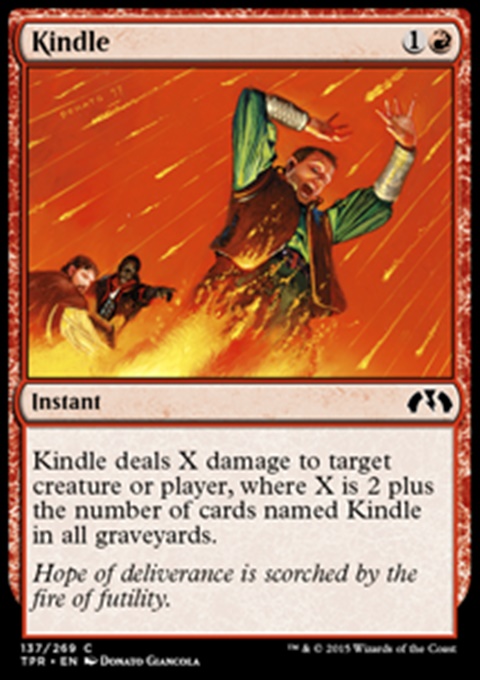 Kindle 1
DONATO 97
Instant
Kindle deals X damage to target
creature or player, where X is 2 plus
the number of cards named Kindle
in all graveyards.
Hope of deliverance is scorched by the
fire of futility.
137/269 C
TPR • EN Donato Giancola
™ & © 2015 Wizards of the Coast